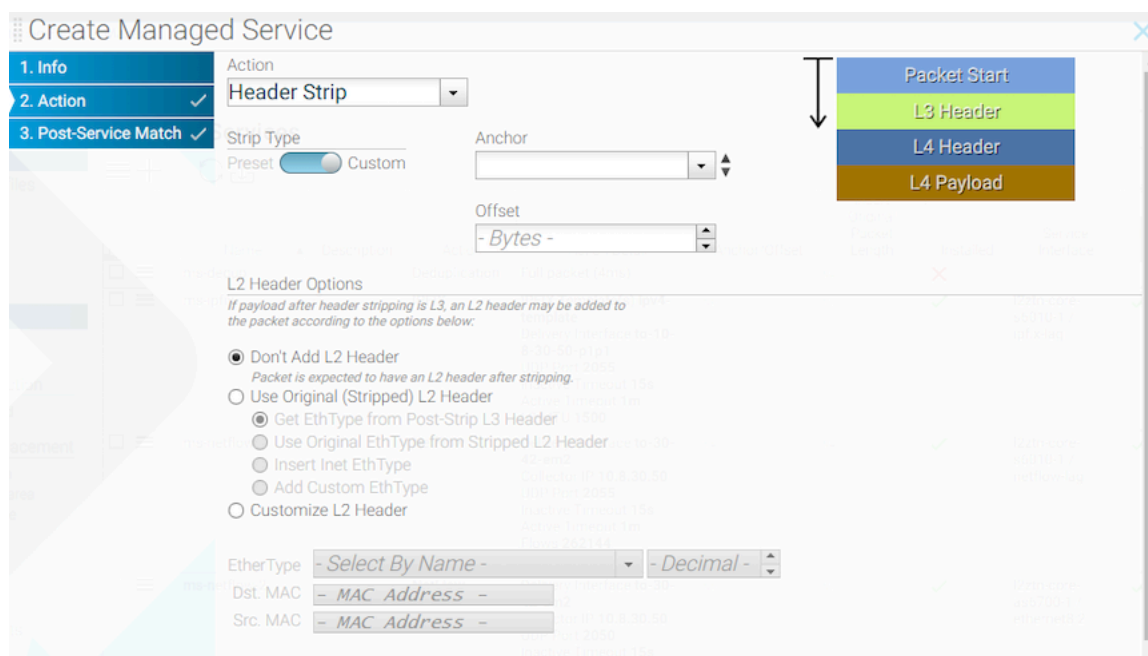 Create Managed Service
1. Info
2. Action
3. Post-Service Match
Action
Header Strip
Strip Type
Preset
Custom
Anchor
Offset
- Bytes -
Packet Start
L3 Header
L4 Header
L4 Payload
L2 Header Options
If payload after header stripping is L3, an L2 header may be added to
the packet according to the options below:
Don't Add L2 Header
Packet is expected to have an L2 header after stripping.
Use Original (Stripped) L2 Header
Get EthType from Post-Strip L3 Header
Use Original EthType from Stripped L2 Header
Insert Inet EthType
Add Custom EthType
Customize L2 Header
EtherType - Select By Name - - Decimal -
Dst. MAC - MAC Address -
Src. MAC - MAC Address -